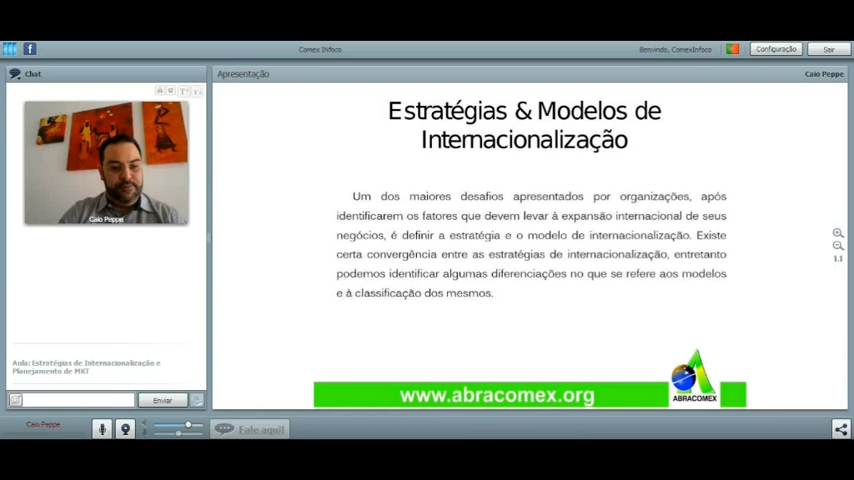 Comex INfoco
Benvindo, ComexInfoco
Configuração
Sair
Chat
Apresentação
Caio Peppe
Caio Peppe
Estratégias & Modelos de
Internacionalização
Um dos maiores desafios apresentados por organizações, após
identificarem os fatores que devem levar à expansão internacional de seus
negócios, é definir a estratégia e o modelo de internacionalização. Existe
certa convergência entre as estratégias de internacionalização, entretanto
podemos identificar algumas diferenciações no que se refere aos modelos
e à classificação dos mesmos.
1.1
Aula: Estratégias de Internacionalização e
Planejamento de MKT
www.abracomex.org
ABRACOMEX
Enviar
Caio Peppe
Fale aqui!